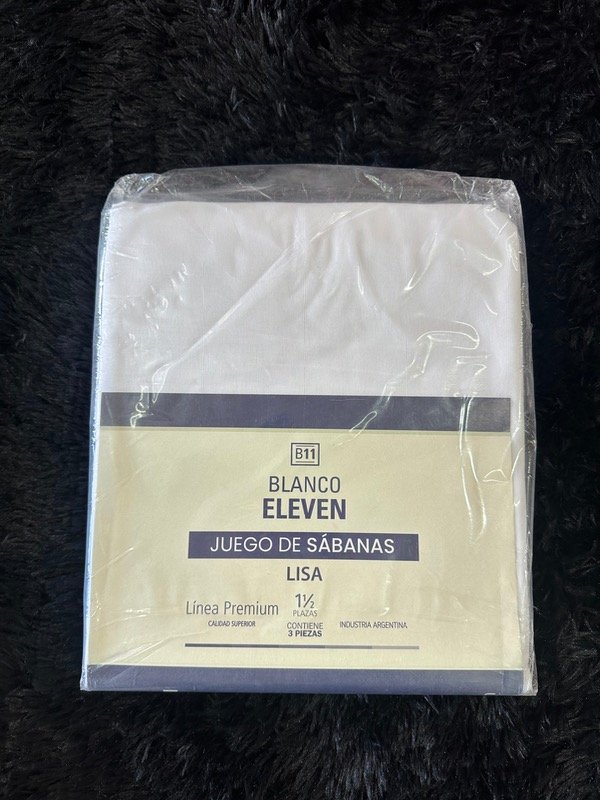 B11
BLANCO
ELEVEN
JUEGO DE SÁBANAS
LISA
Línea Premium
CALIDAD SUPERIOR
1½
PLAZAS
CONTIENE
3 PIEZAS
INDUSTRIA ARGENTINA